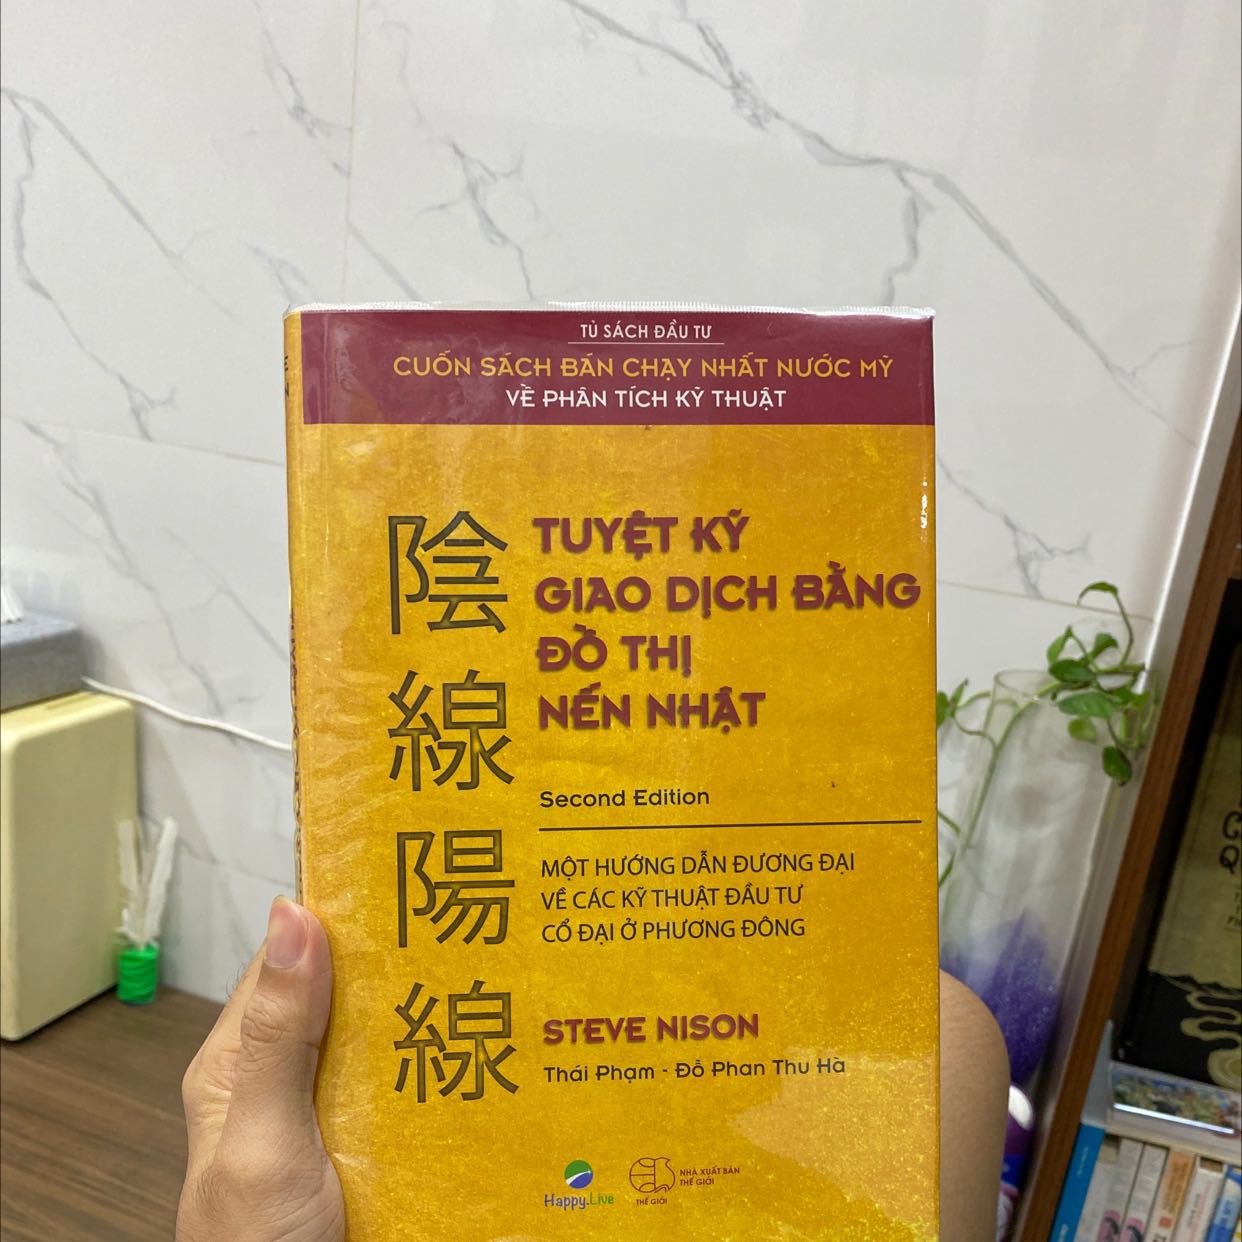 TỦ SÁCH ĐẦU TƯ
CUỐN SÁCH BÁN CHẠY NHẤT NƯỚC MỸ
VỀ PHÂN TÍCH KỸ THUẬT
陰線陽線
TUYỆT KỸ
GIAO DỊCH BẰNG
ĐỒ THỊ
NẾN NHẬT
Second Edition
MỘT HƯỚNG DẪN ĐƯƠNG ĐẠI
VỀ CÁC KỸ THUẬT ĐẦU TƯ
CỔ ĐẠI Ở PHƯƠNG ĐÔNG
STEVE NISON
Thái Phạm - Đỗ Phan Thu Hà
Happy.Live
THẾ GIỚI
NHÀ XUẤT BẢN
THẾ GIỚI